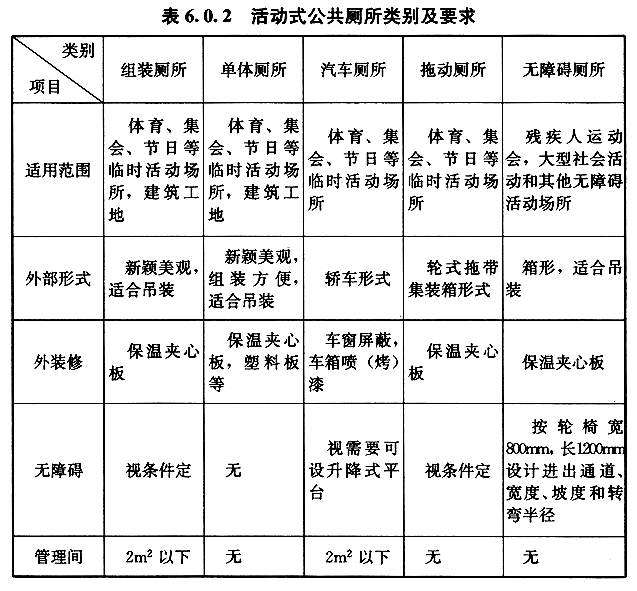 表 6.0.2 活动式公共厕所类别及要求
类别
项目
组装厕所
单体厕所
汽车厕所
拖动厕所
无障碍厕所
适用范围
体育、集
会、节日等
临时活动场
所，建筑工
地
体育、集
会、节日等
临时活动场
所，建筑工
地
体育、集
会、节日等
临时活动场
所
体育、集
会、节日等
临时活动场
所
残疾人运动
会，大型社会活
动和其他无障碍
活动场所
外部形式
新颖美观，
适合吊装
新颖美观，
组装方便，
适合吊装
轿车形式
轮式拖带
集装箱形式
箱形，适合吊
装
外装修
保温夹心
板
保温夹心
板，塑料板
等
车窗屏蔽，
车箱喷（烤）
漆
保温夹心
板
保温夹心板
无障碍
视条件定
无
视需要可
设升降式平
台
视条件定
按轮椅宽
800mm，长1200mm
设计进出通道、
宽度、坡度和转
弯半径
管理间
2m² 以下
无
2m² 以下
无
无